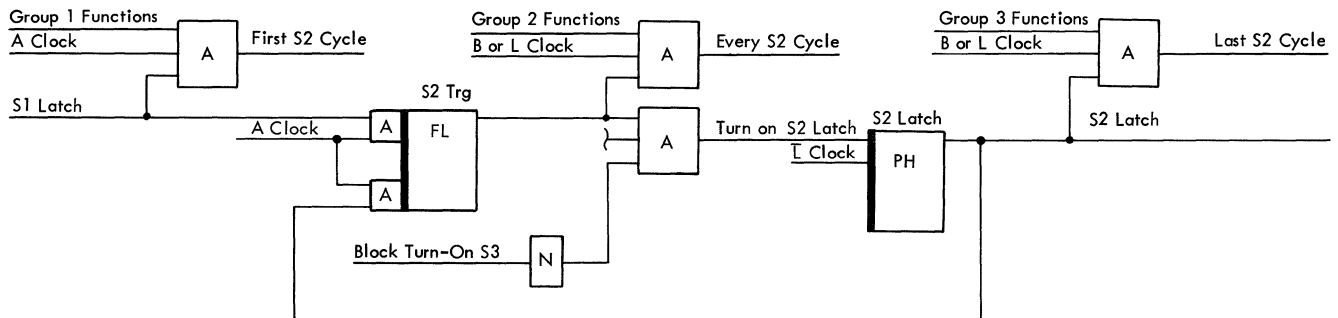 Group 1 Functions
A Clock
A
First S2 Cycle
S1 Latch
Group 2 Functions
B or L Clock
A
Every S2 Cycle
Group 3 Functions
B or L Clock
A
Last S2 Cycle
S2 Trg
A Clock
A
FL
A
A
Turn on S2 Latch
L̅ Clock
S2 Latch
PH
S2 Latch
Block Turn-On S3
N